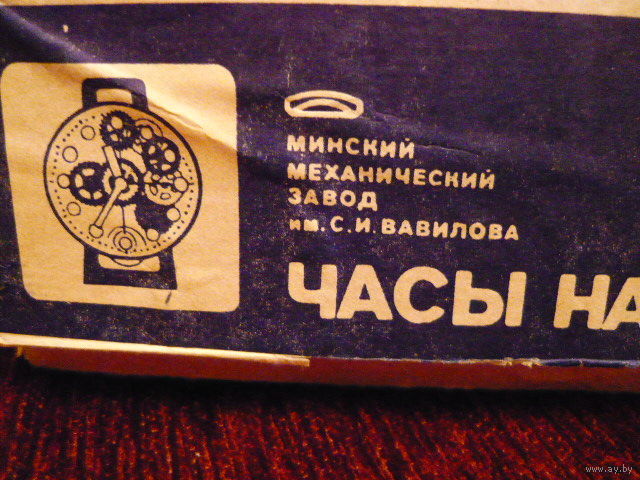 МИНСКИЙ
МЕХАНИЧЕСКИЙ
ЗАВОД
им. С.И. ВАВИЛОВА
ЧАСЫ НА
www.ay.by